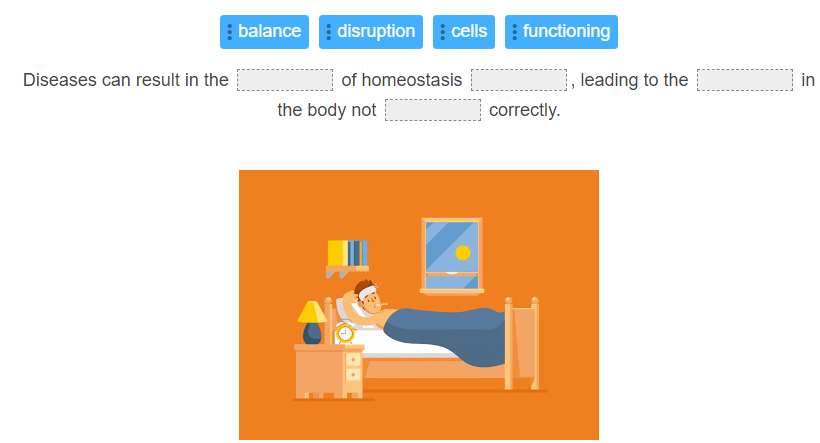 balance disruption cells functioning
Diseases can result in the of homeostasis , leading to the in
the body not correctly.